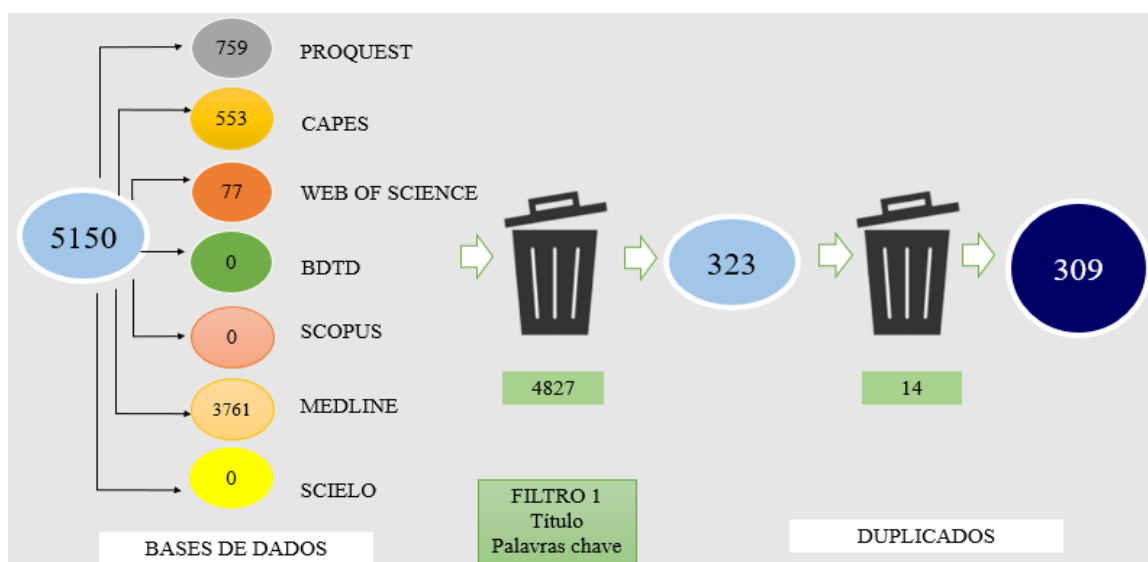 759
PROQUEST
553
CAPES
77
WEB OF SCIENCE
5150
0
BDTD
323
309
0
SCOPUS
4827
14
3761
MEDLINE
0
SCIELO
FILTRO 1
Título
Palavras chave
BASES DE DADOS
DUPLICADOS